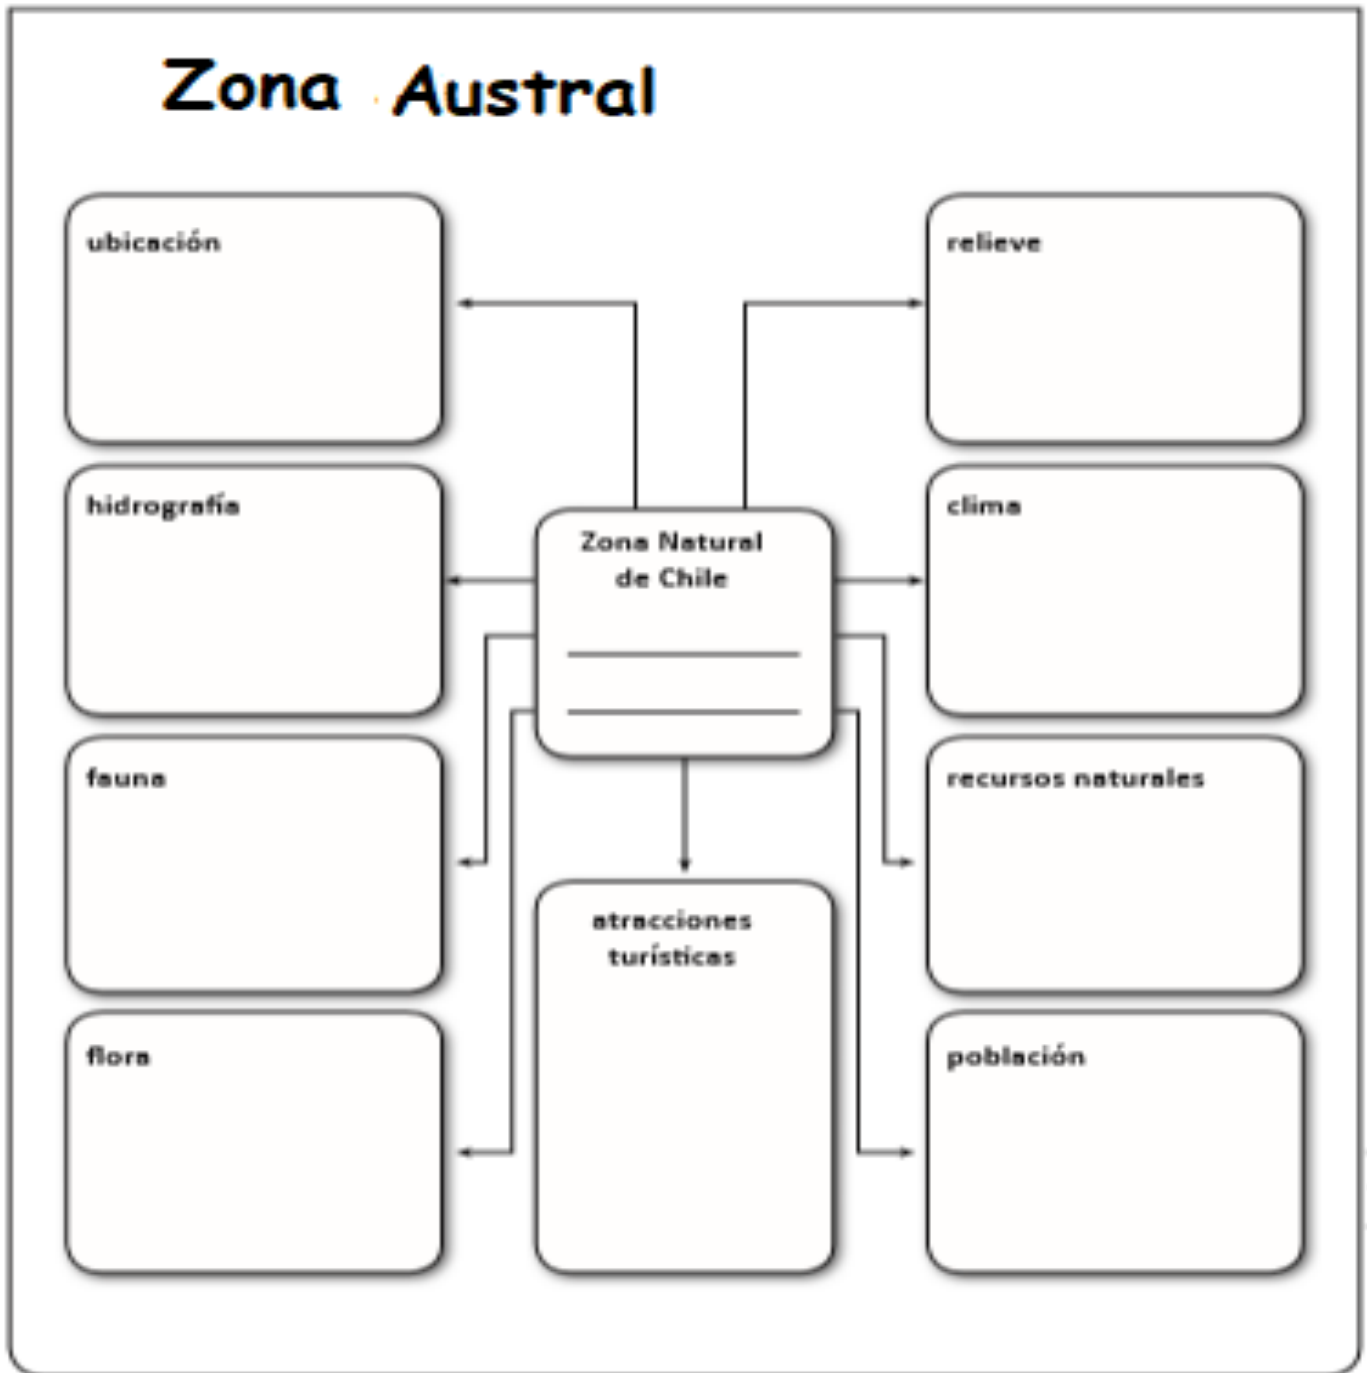 Zona Austral
ubicación
relieve
hidrografía
Zona Natural
de Chile
clima
fauna
recursos naturales
atracciones
turísticas
flora
población